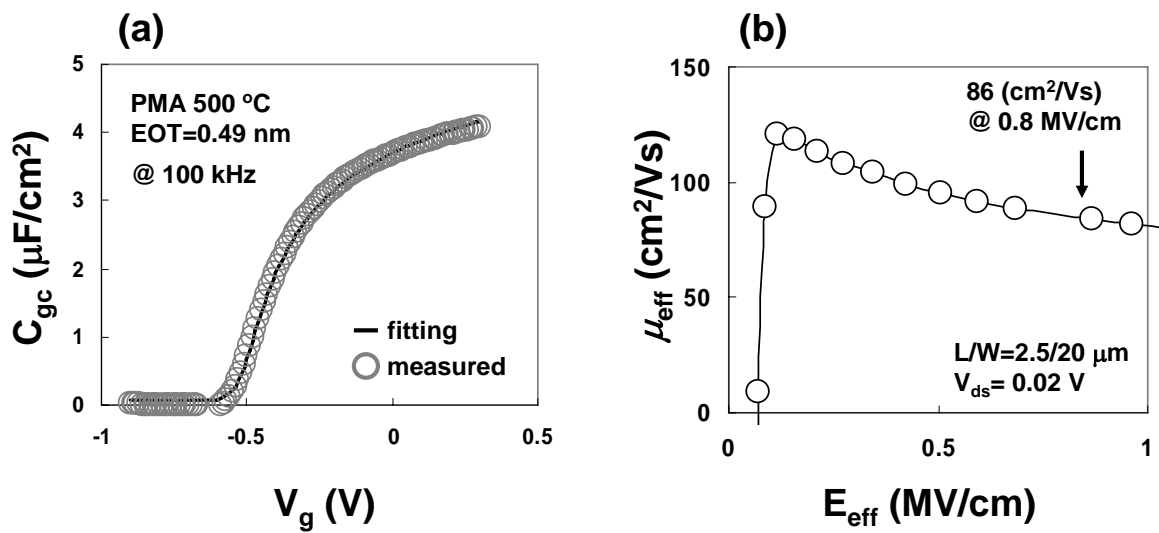 (a)
5
4
3
2
1
0
-1
-0.5
0
0.5
C_gc (μF/cm²)
V_g (V)
PMA 500 °C
EOT=0.49 nm
@ 100 kHz
fitting
measured
(b)
150
100
50
0
0
0.5
1
μ_eff (cm²/Vs)
E_eff (MV/cm)
86 (cm²/Vs)
@ 0.8 MV/cm
L/W=2.5/20 μm
V_ds= 0.02 V